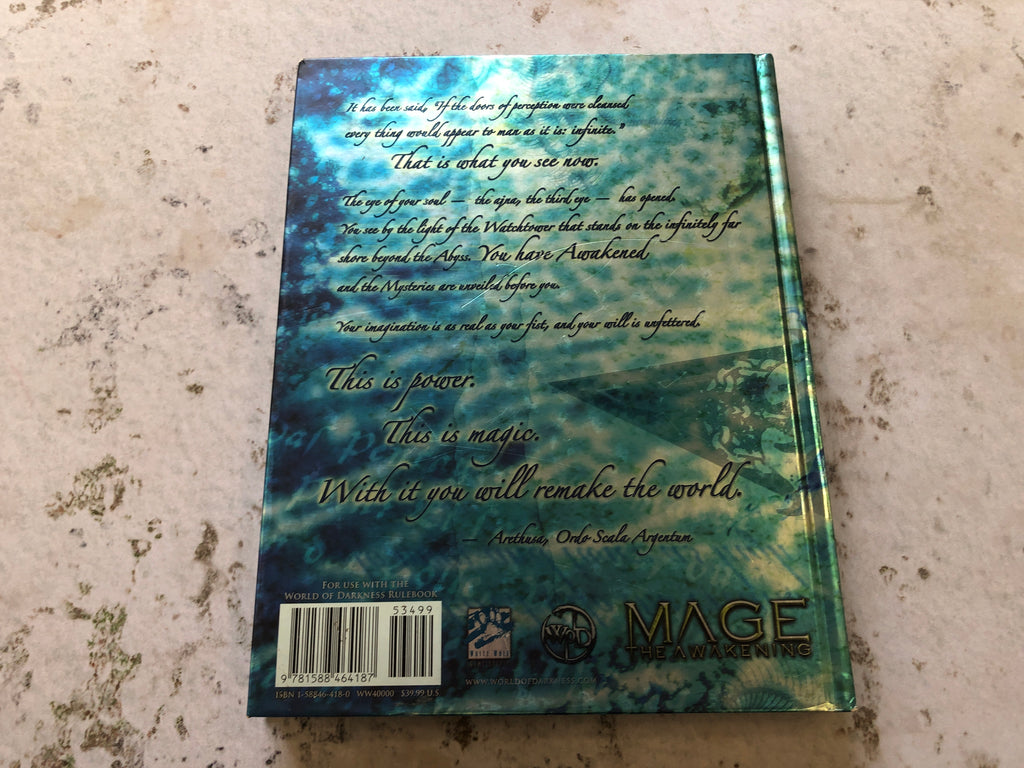 It has been said, "If the doors of perception were cleansed
every thing would appear to man as it is: infinite."
That is what you see now.
The eye of your soul — the ajna, the third eye — has opened.
You see by the light of the Watchtower that stands on the infinitely far
shore beyond the Abyss. You have Awakened
and the Mysteries are unveiled before you.
Your imagination is as real as your fist, and your will is unfettered.
This is power.
This is magic.
With it you will remake the world.
— Arethusa, Ordo Scala Argentum
For use with the
World of Darkness Rulebook
53499
9 781588 464187
ISBN 1-58846-418-0 WW40000 $39.99 U.S
White Wolf
WoD
www.worldofdarkness.com
MAGE
THE AWAKENING